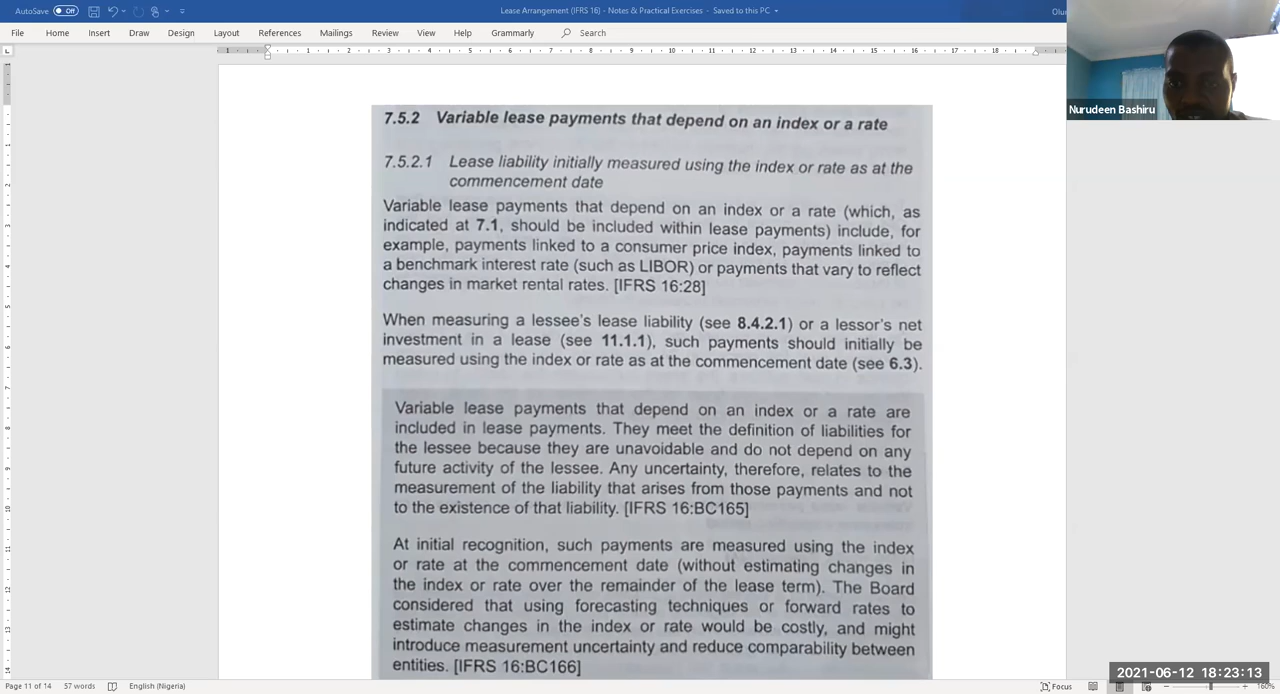 AutoSave Off
Lease Arrangement (IFRS 16) - Notes & Practical Exercises - Saved to this PC
File Home Insert Draw Design Layout References Mailings Review View Help Grammarly Search
Nurudeen Bashiru
7.5.2 Variable lease payments that depend on an index or a rate
7.5.2.1 Lease liability initially measured using the index or rate as at the
commencement date
Variable lease payments that depend on an index or a rate (which, as
indicated at 7.1, should be included within lease payments) include, for
example, payments linked to a consumer price index, payments linked to
a benchmark interest rate (such as LIBOR) or payments that vary to reflect
changes in market rental rates. [IFRS 16:28]
When measuring a lessee's lease liability (see 8.4.2.1) or a lessor's net
investment in a lease (see 11.1.1), such payments should initially be
measured using the index or rate as at the commencement date (see 6.3).
Variable lease payments that depend on an index or a rate are
included in lease payments. They meet the definition of liabilities for
the lessee because they are unavoidable and do not depend on any
future activity of the lessee. Any uncertainty, therefore, relates to the
measurement of the liability that arises from those payments and not
to the existence of that liability. [IFRS 16:BC165]
At initial recognition, such payments are measured using the index
or rate at the commencement date (without estimating changes in
the index or rate over the remainder of the lease term). The Board
considered that using forecasting techniques or forward rates to
estimate changes in the index or rate would be costly, and might
introduce measurement uncertainty and reduce comparability between
entities. [IFRS 16:BC166]
2021-06-12 18:23:13
Page 11 of 14 57 words English (Nigeria) Focus 160%